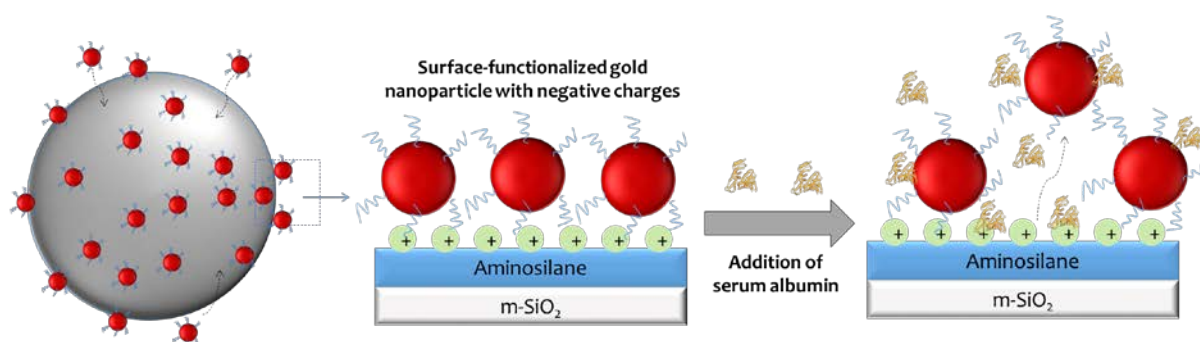 Surface-functionalized gold
nanoparticle with negative charges
+ + + + + + +
Aminosilane
m-SiO₂
Addition of
serum albumin
+ + + + + + +
Aminosilane
m-SiO₂